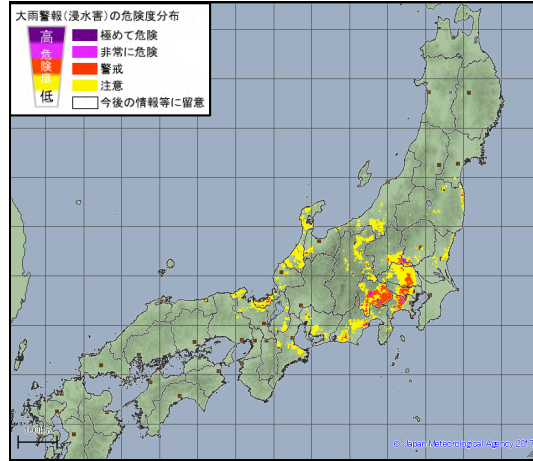 大雨警報(浸水害)の危険度分布
高
危
険
度
低
極めて危険
非常に危険
警戒
注意
今後の情報等に留意
100km
© Japan Meteorological Agency 2017